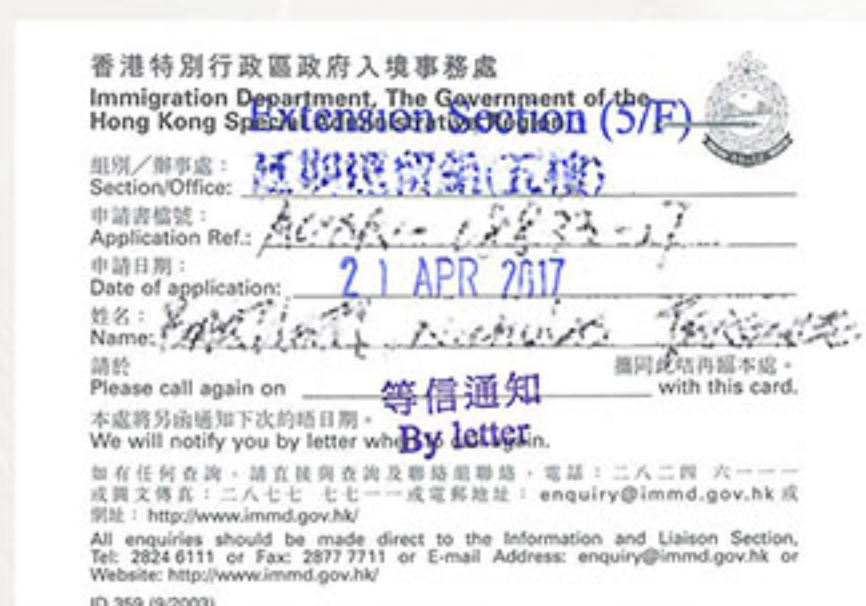 香港特別行政區政府入境事務處
Immigration Department, The Government of the
Hong Kong Special Administrative Region
Extension Section (5/F)
組別／辦事處：
Section/Office:
延期逗留組(五樓)
申請書檔號：
Application Ref.:
申請日期：
Date of application: 21 APR 2017
姓名：
Name:
請於 攜同此咭再臨本處。
Please call again on 等信通知 with this card.
本處將另函通知下次約晤日期。
We will notify you by letter when to call again.
By letter
如有任何查詢，請直接與查詢及聯絡組聯絡，電話：二八二四 六一一一
或圖文傳真：二八七七 七七一一或電郵地址：enquiry@immd.gov.hk 或
網址：http://www.immd.gov.hk/
All enquiries should be made direct to the Information and Liaison Section,
Tel: 2824 6111 or Fax: 2877 7711 or E-mail Address: enquiry@immd.gov.hk or
Website: http://www.immd.gov.hk/
ID 359 (9/2003)